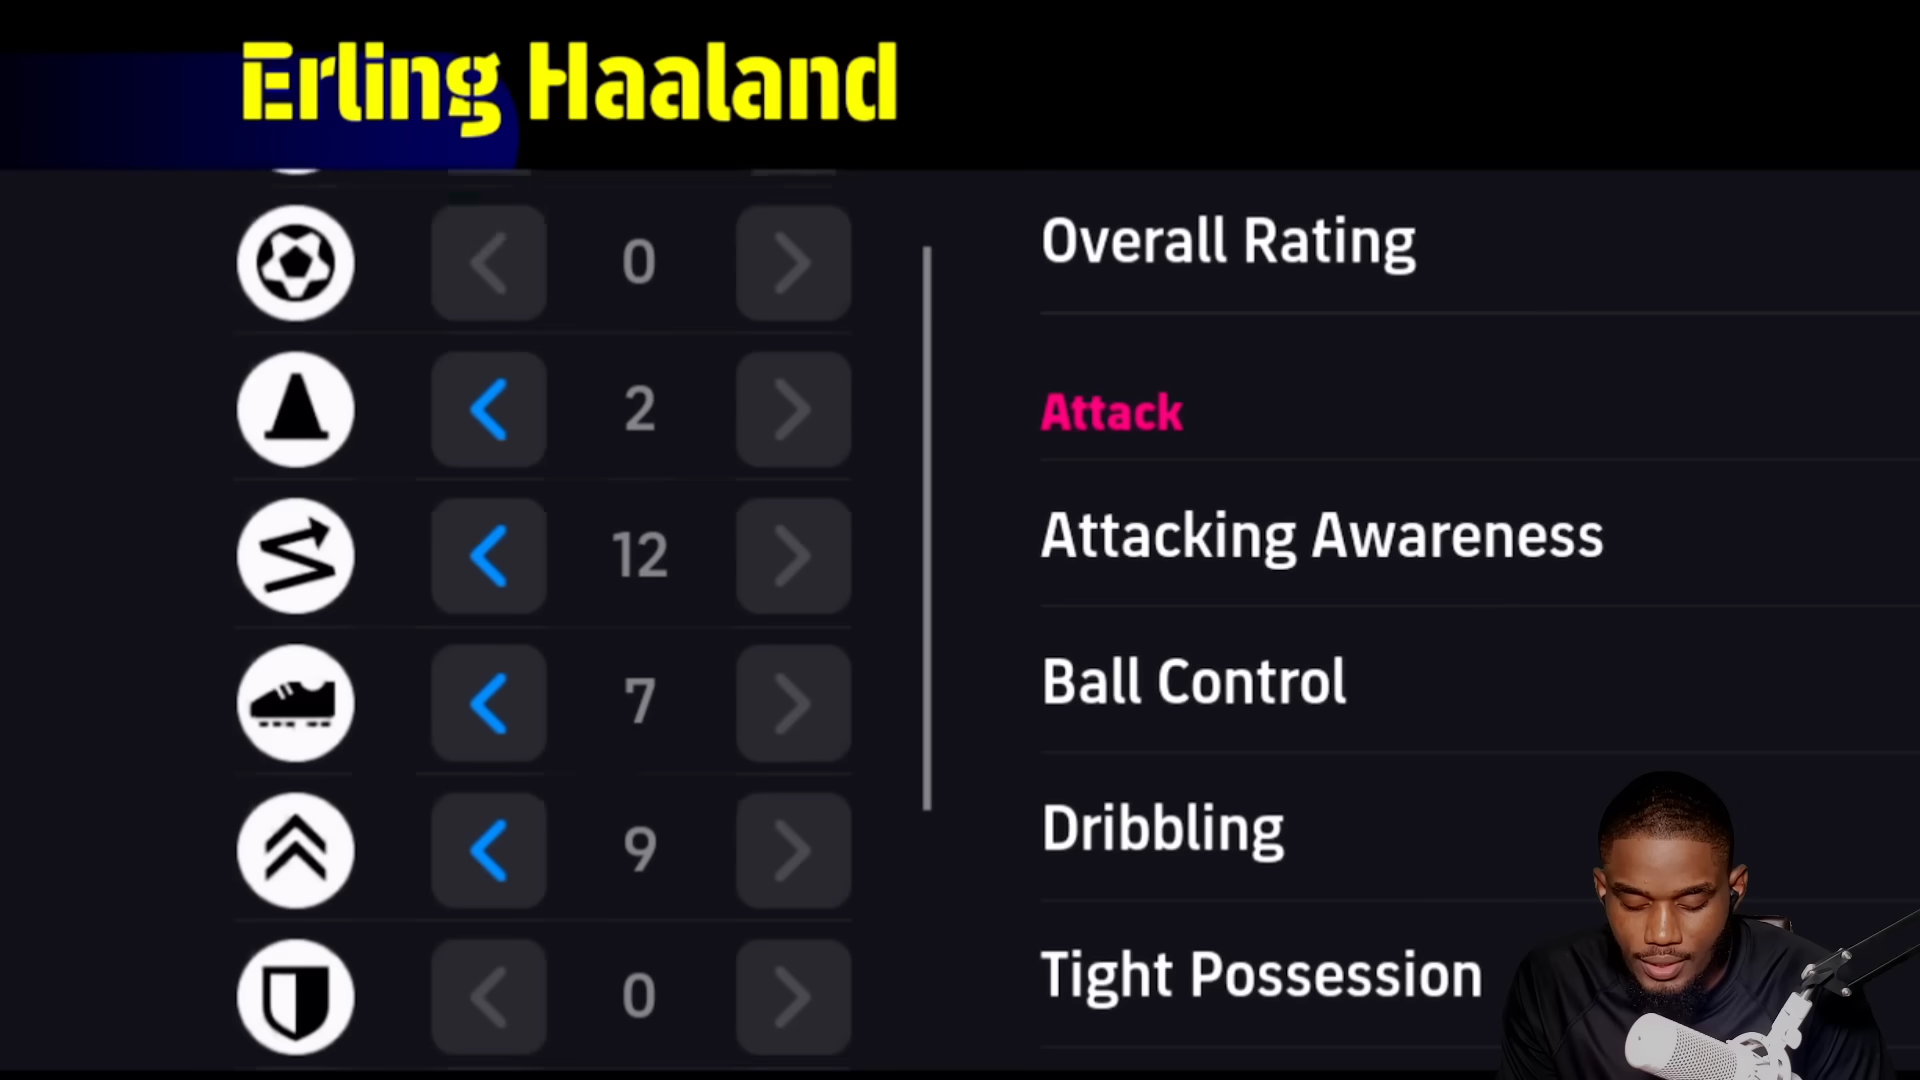 Erling Haaland
0
2
12
7
9
0
Overall Rating
Attack
Attacking Awareness
Ball Control
Dribbling
Tight Possession